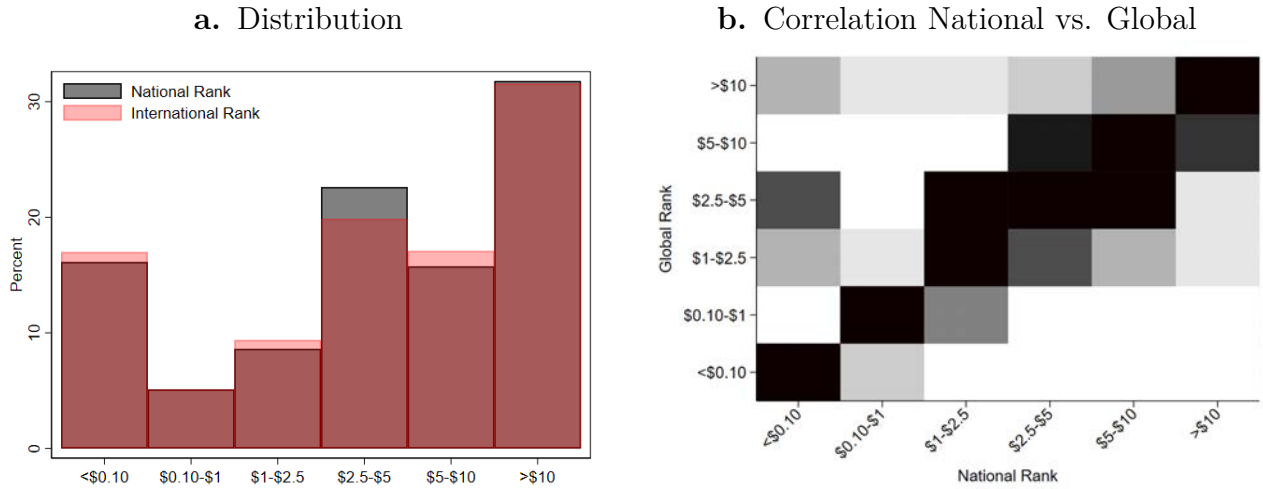 a. Distribution
National Rank
International Rank
Percent
30
20
10
0
<$0.10 $0.10-$1 $1-$2.5 $2.5-$5 $5-$10 >$10
b. Correlation National vs. Global
Global Rank
>$10
$5-$10
$2.5-$5
$1-$2.5
$0.10-$1
<$0.10
<$0.10 $0.10-$1 $1-$2.5 $2.5-$5 $5-$10 >$10
National Rank